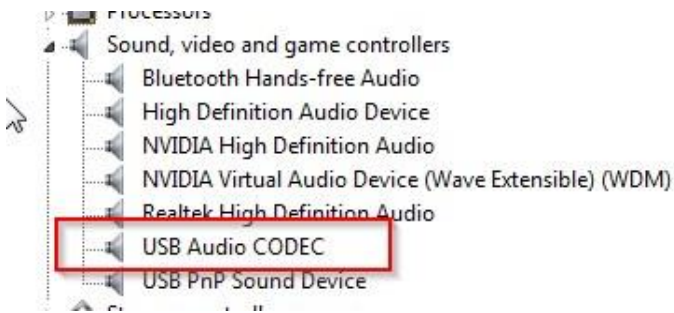 Processors
Sound, video and game controllers
Bluetooth Hands-free Audio
High Definition Audio Device
NVIDIA High Definition Audio
NVIDIA Virtual Audio Device (Wave Extensible) (WDM)
Realtek High Definition Audio
USB Audio CODEC
USB PnP Sound Device